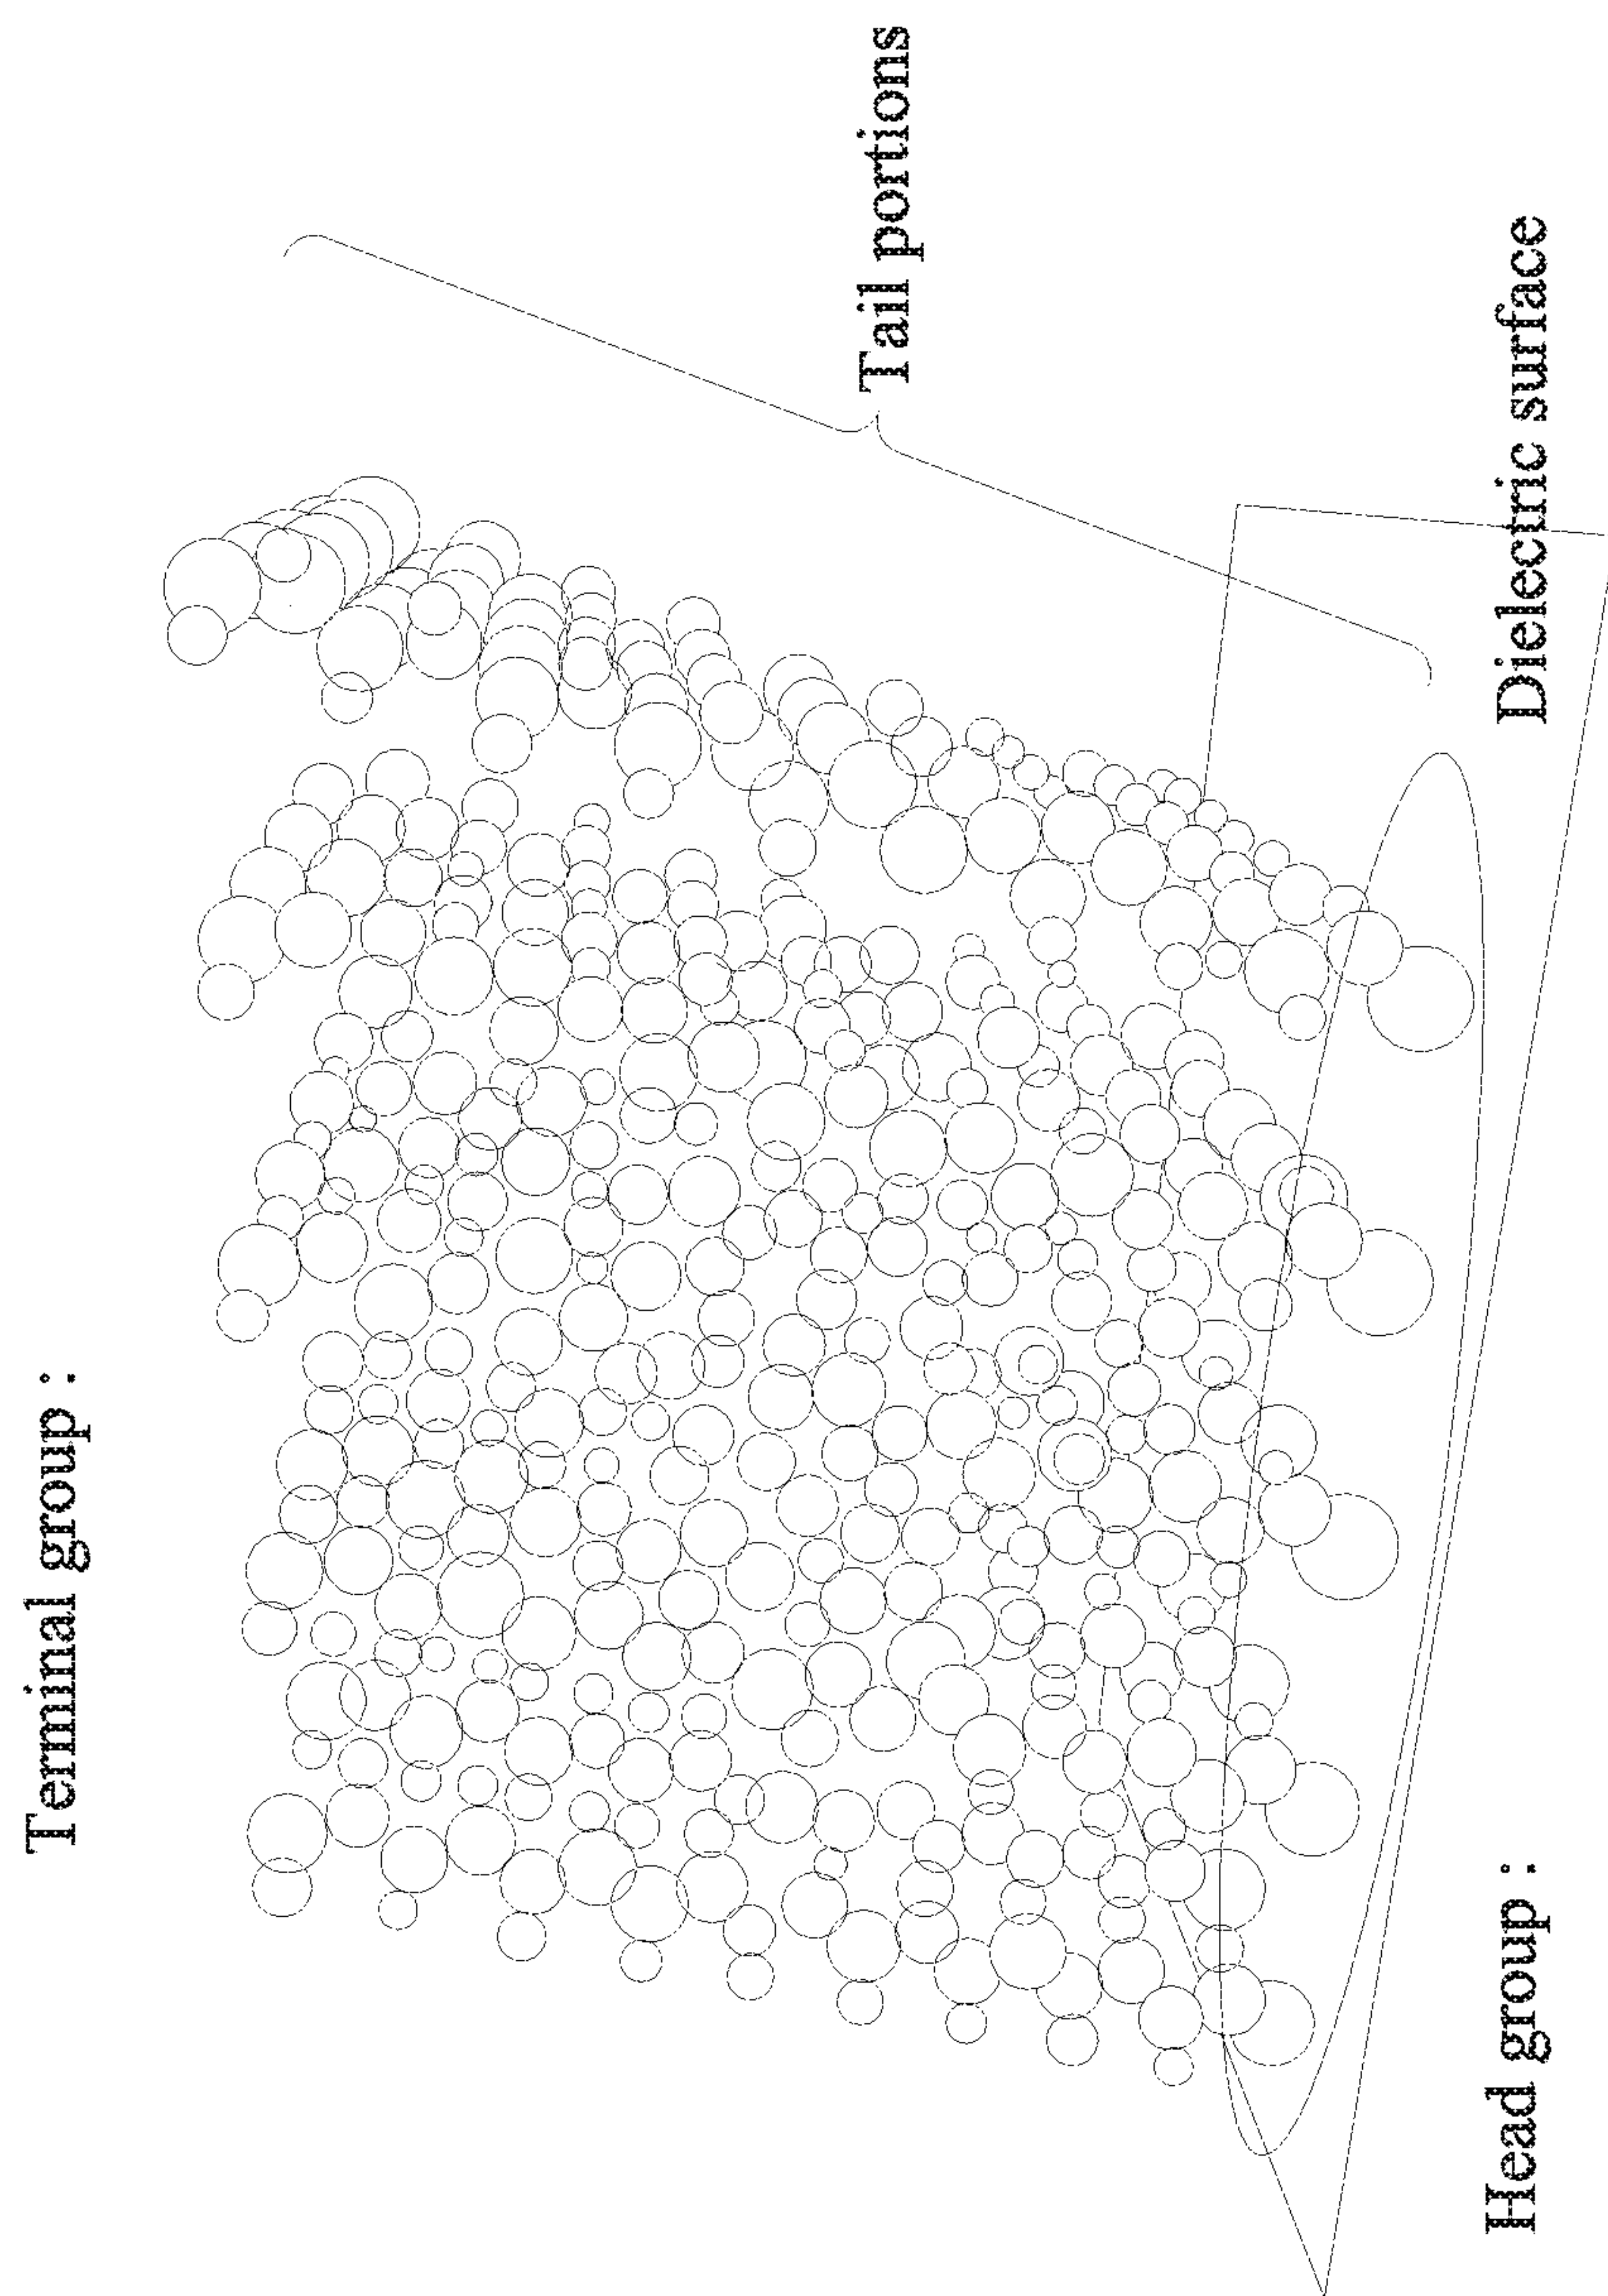 Terminal group :
Tail portions
Dielectric surface
Head group :